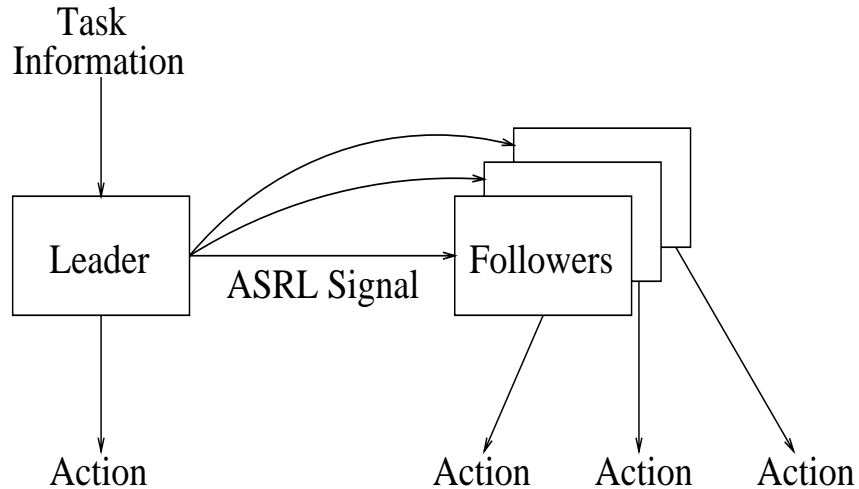 Task
Information
Leader
ASRL Signal
Followers
Action
Action
Action
Action